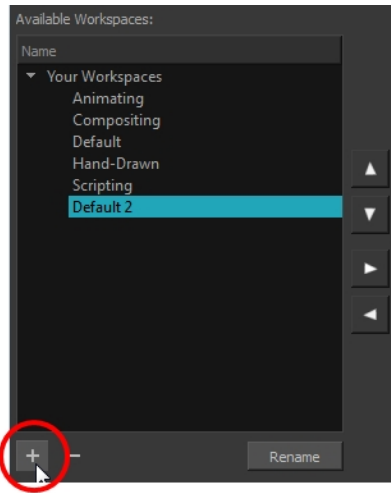 Available Workspaces:
Name
Your Workspaces
Animating
Compositing
Default
Hand-Drawn
Scripting
Default 2
Rename